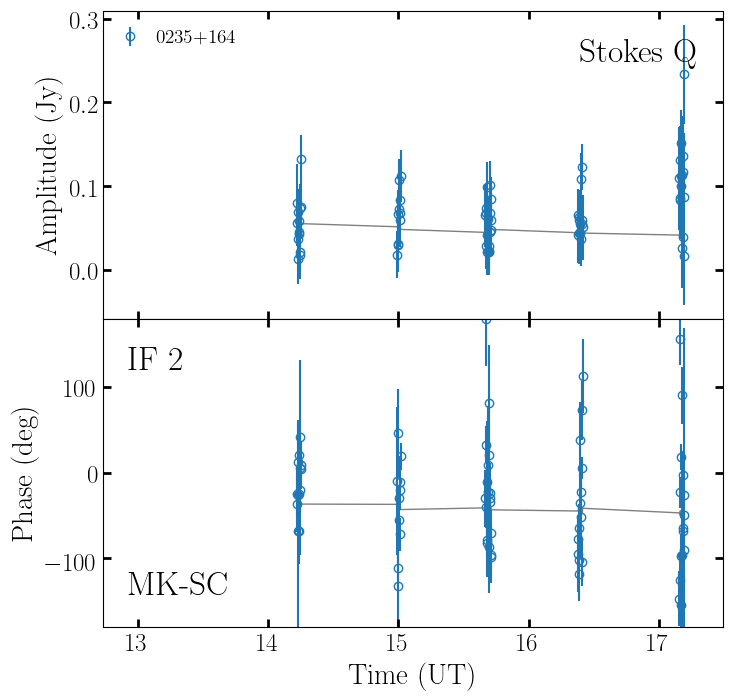 0.3
0235+164
Stokes Q
0.2
0.1
0.0
Amplitude (Jy)
IF 2
100
0
−100
Phase (deg)
MK-SC
13 14 15 16 17
Time (UT)